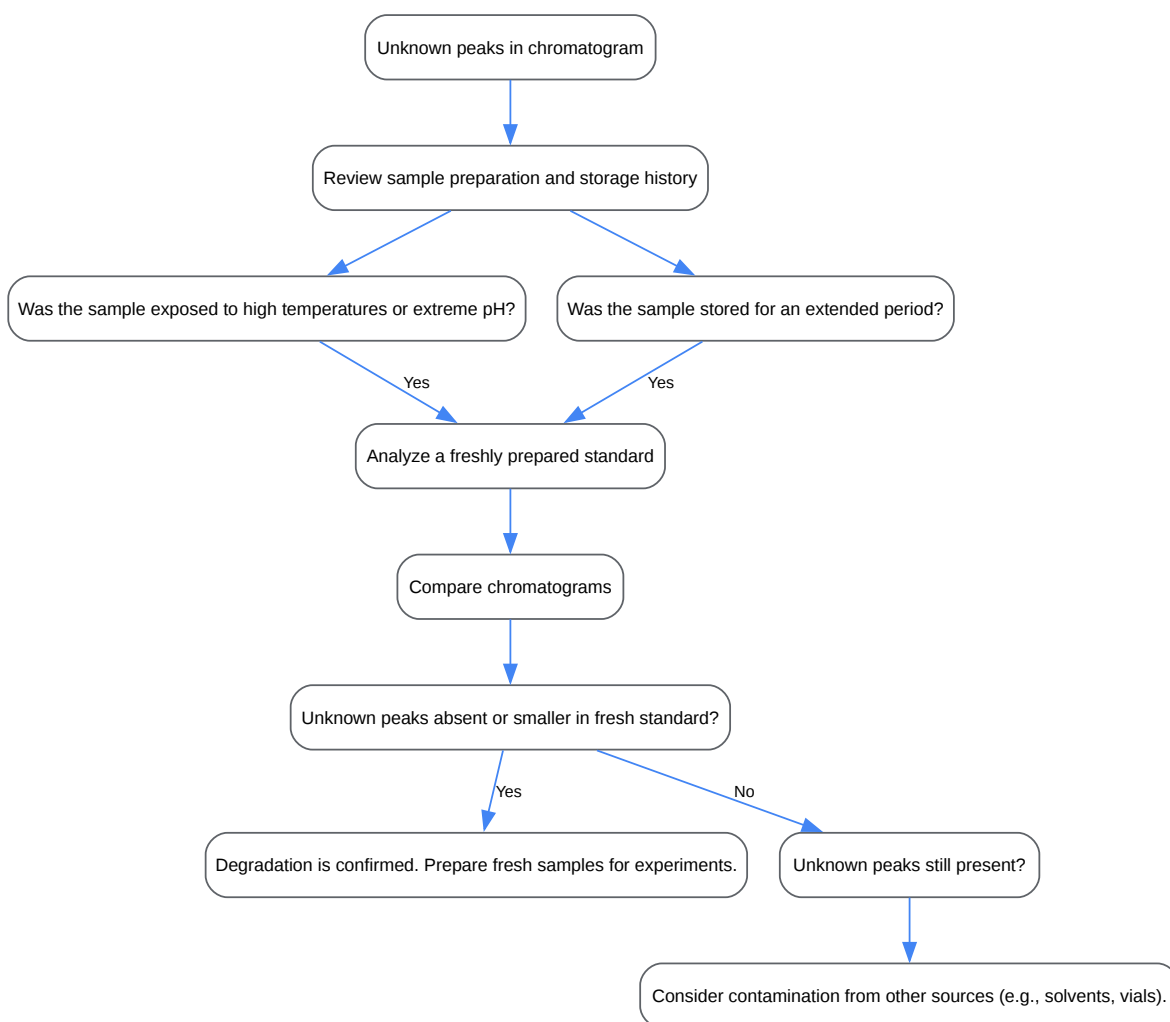 Unknown peaks in chromatogram
Review sample preparation and storage history
Was the sample exposed to high temperatures or extreme pH?
Was the sample stored for an extended period?
Yes
Yes
Analyze a freshly prepared standard
Compare chromatograms
Unknown peaks absent or smaller in fresh standard?
Yes
No
Degradation is confirmed. Prepare fresh samples for experiments.
Unknown peaks still present?
Consider contamination from other sources (e.g., solvents, vials).